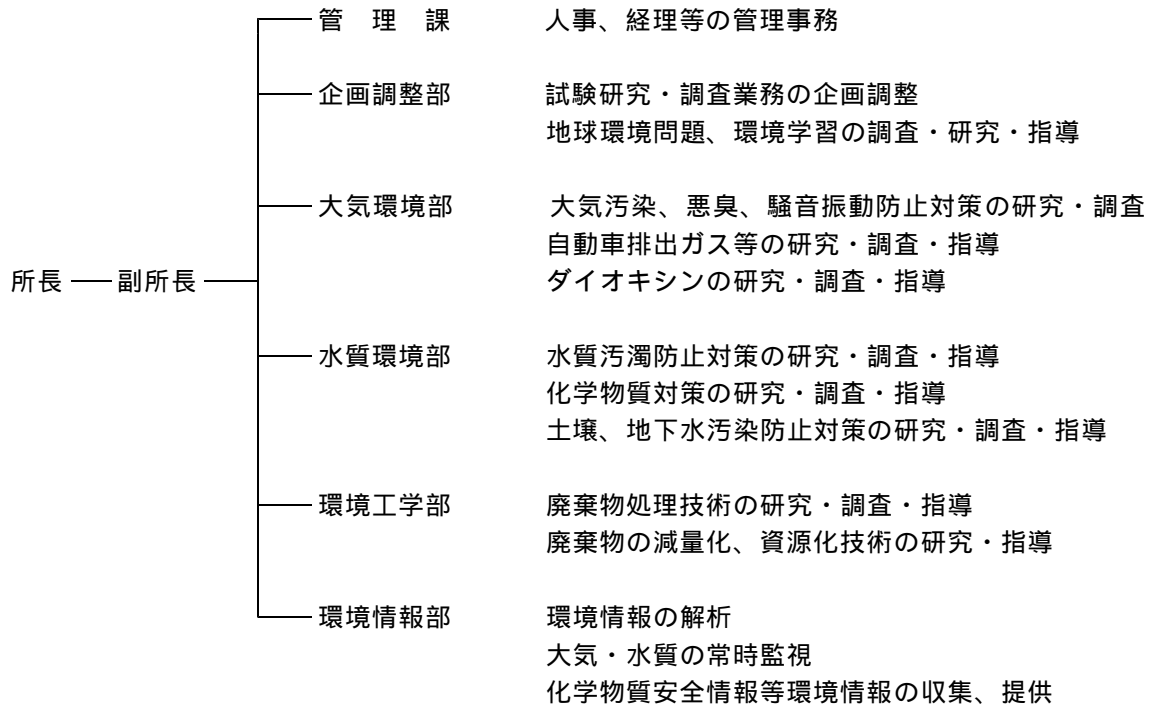 管理課 人事、経理等の管理事務
企画調整部 試験研究・調査業務の企画調整
地球環境問題、環境学習の調査・研究・指導
大気環境部 大気汚染、悪臭、騒音振動防止対策の研究・調査
自動車排出ガス等の研究・調査・指導
所長 副所長 ダイオキシンの研究・調査・指導
水質環境部 水質汚濁防止対策の研究・調査・指導
化学物質対策の研究・調査・指導
土壌、地下水汚染防止対策の研究・調査・指導
環境工学部 廃棄物処理技術の研究・調査・指導
廃棄物の減量化、資源化技術の研究・指導
環境情報部 環境情報の解析
大気・水質の常時監視
化学物質安全情報等環境情報の収集、提供